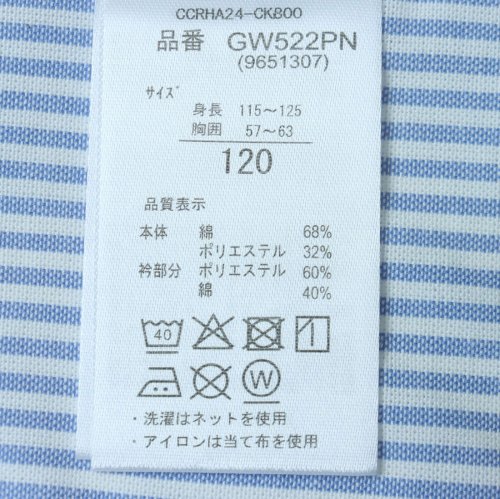 CCRHA24-CK800
品番 GW522PN
(9651307)
サイズ
身長 115〜125
胸囲 57〜63
120
品質表示
本体 綿 68%
ポリエステル 32%
衿部分 ポリエステル 60%
綿 40%
40
W
・洗濯はネットを使用
・アイロンは当て布を使用